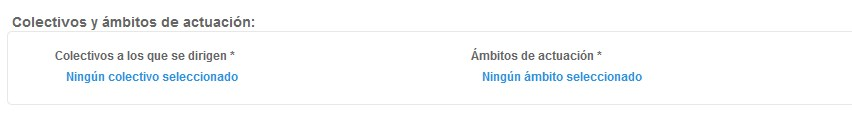 Colectivos y ámbitos de actuación:
Colectivos a los que se dirigen *
Ningún colectivo seleccionado
Ámbitos de actuación *
Ningún ámbito seleccionado